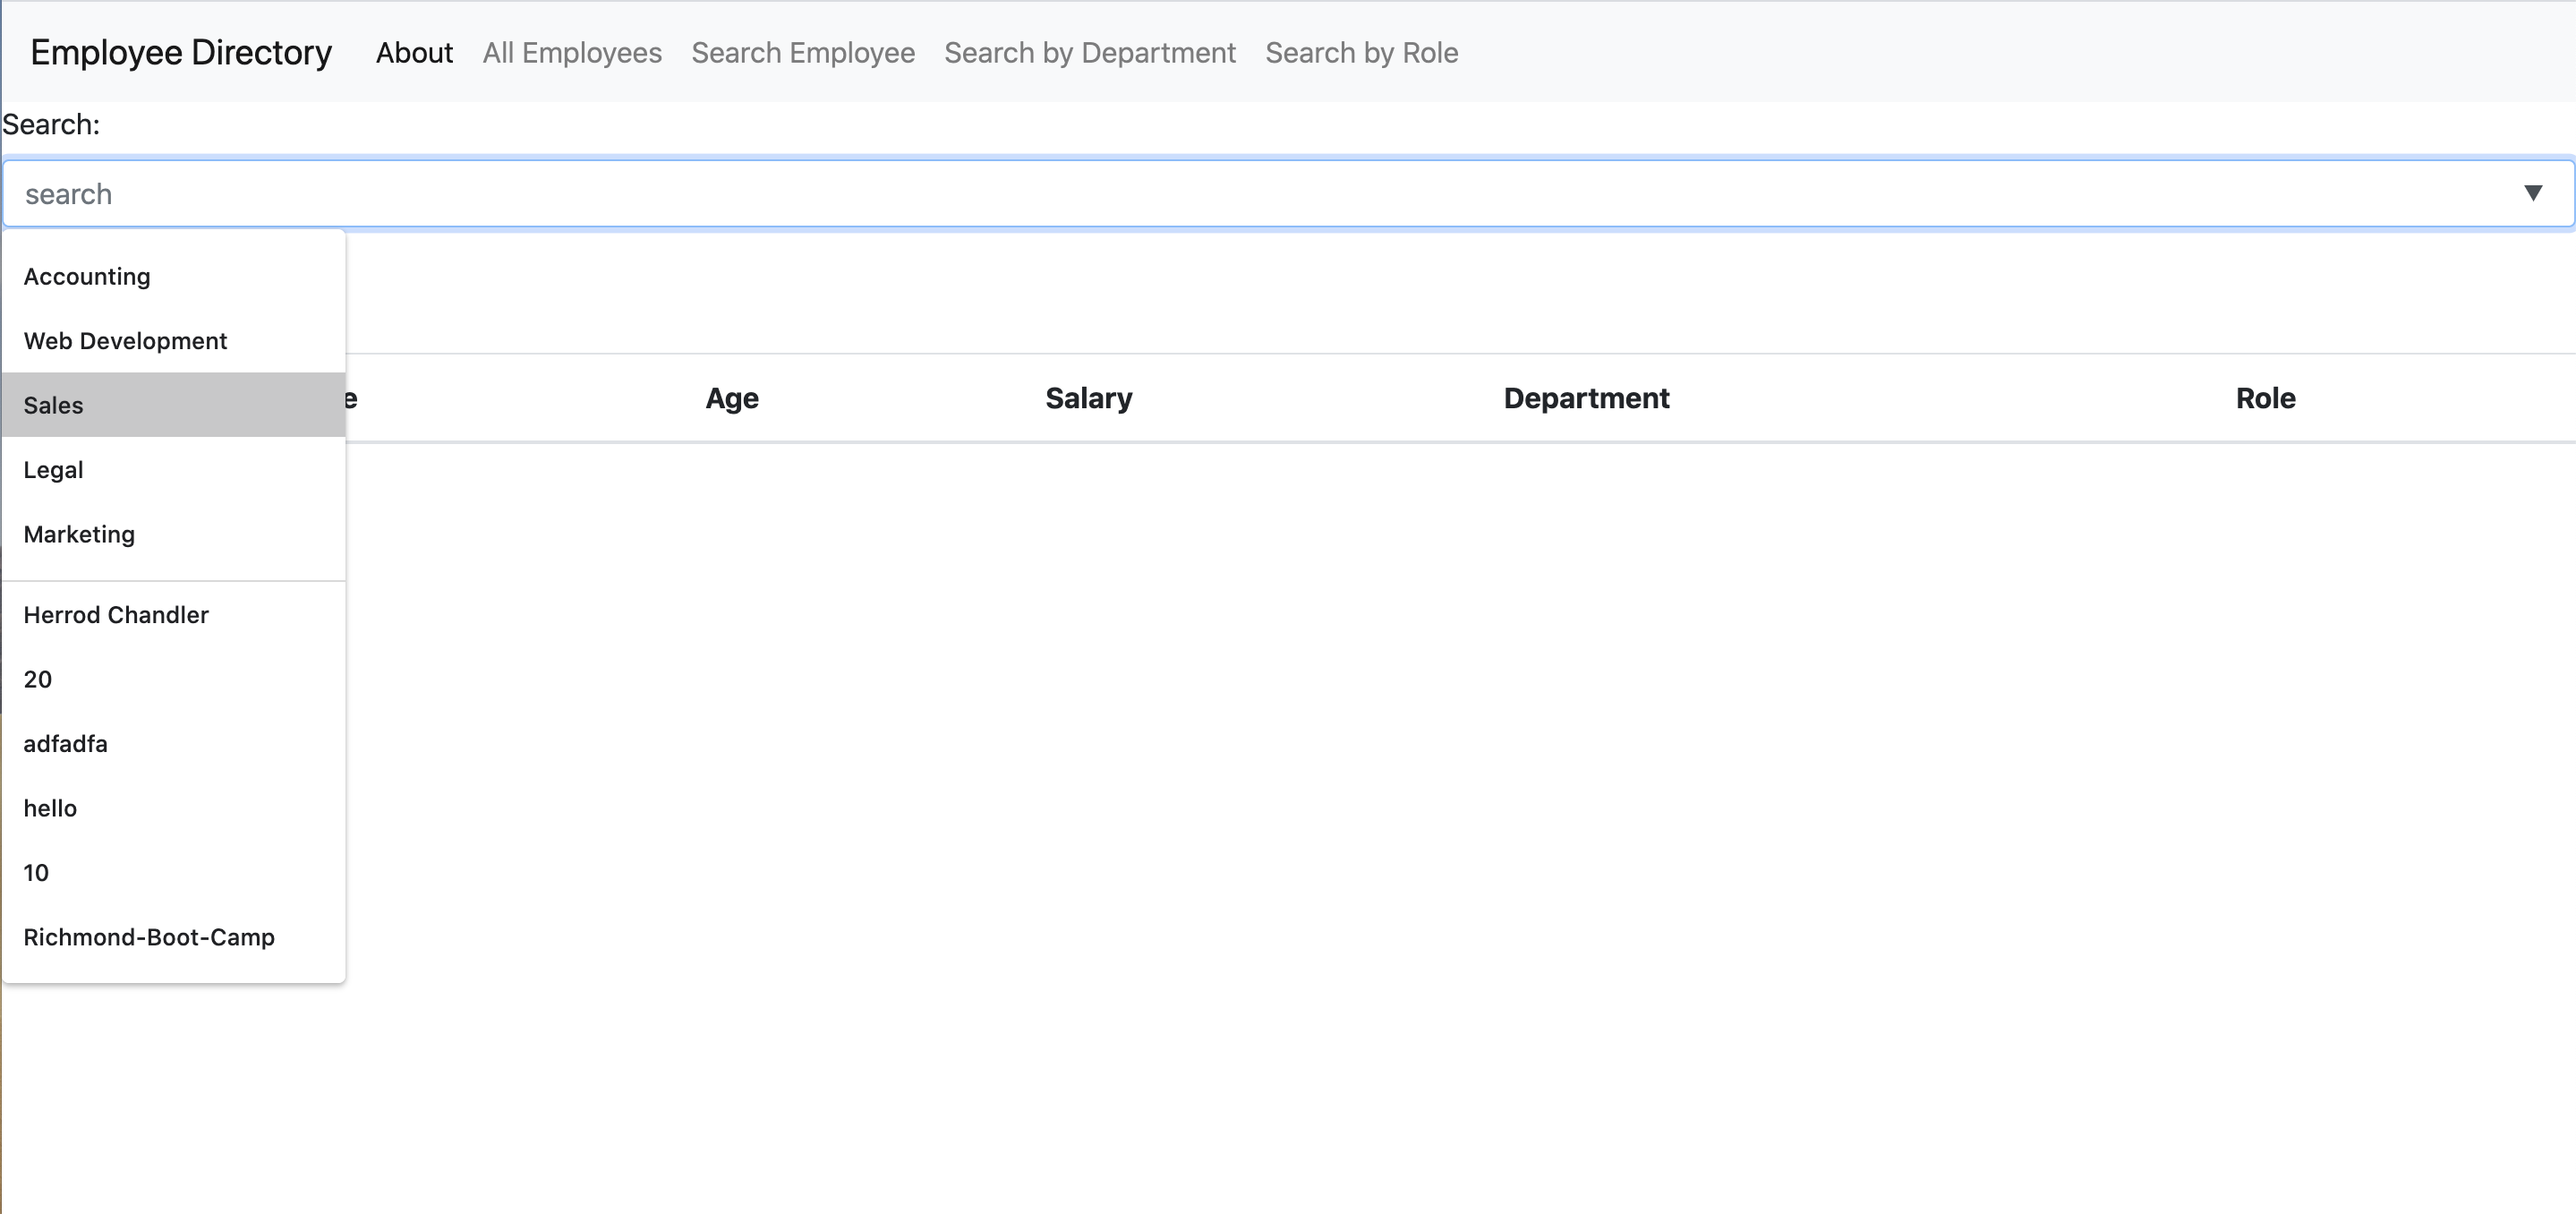 Employee Directory About All Employees Search Employee Search by Department Search by Role
Search:
search
Accounting
Web Development
Sales
e Age Salary Department Role
Legal
Marketing
Herrod Chandler
20
adfadfa
hello
10
Richmond-Boot-Camp